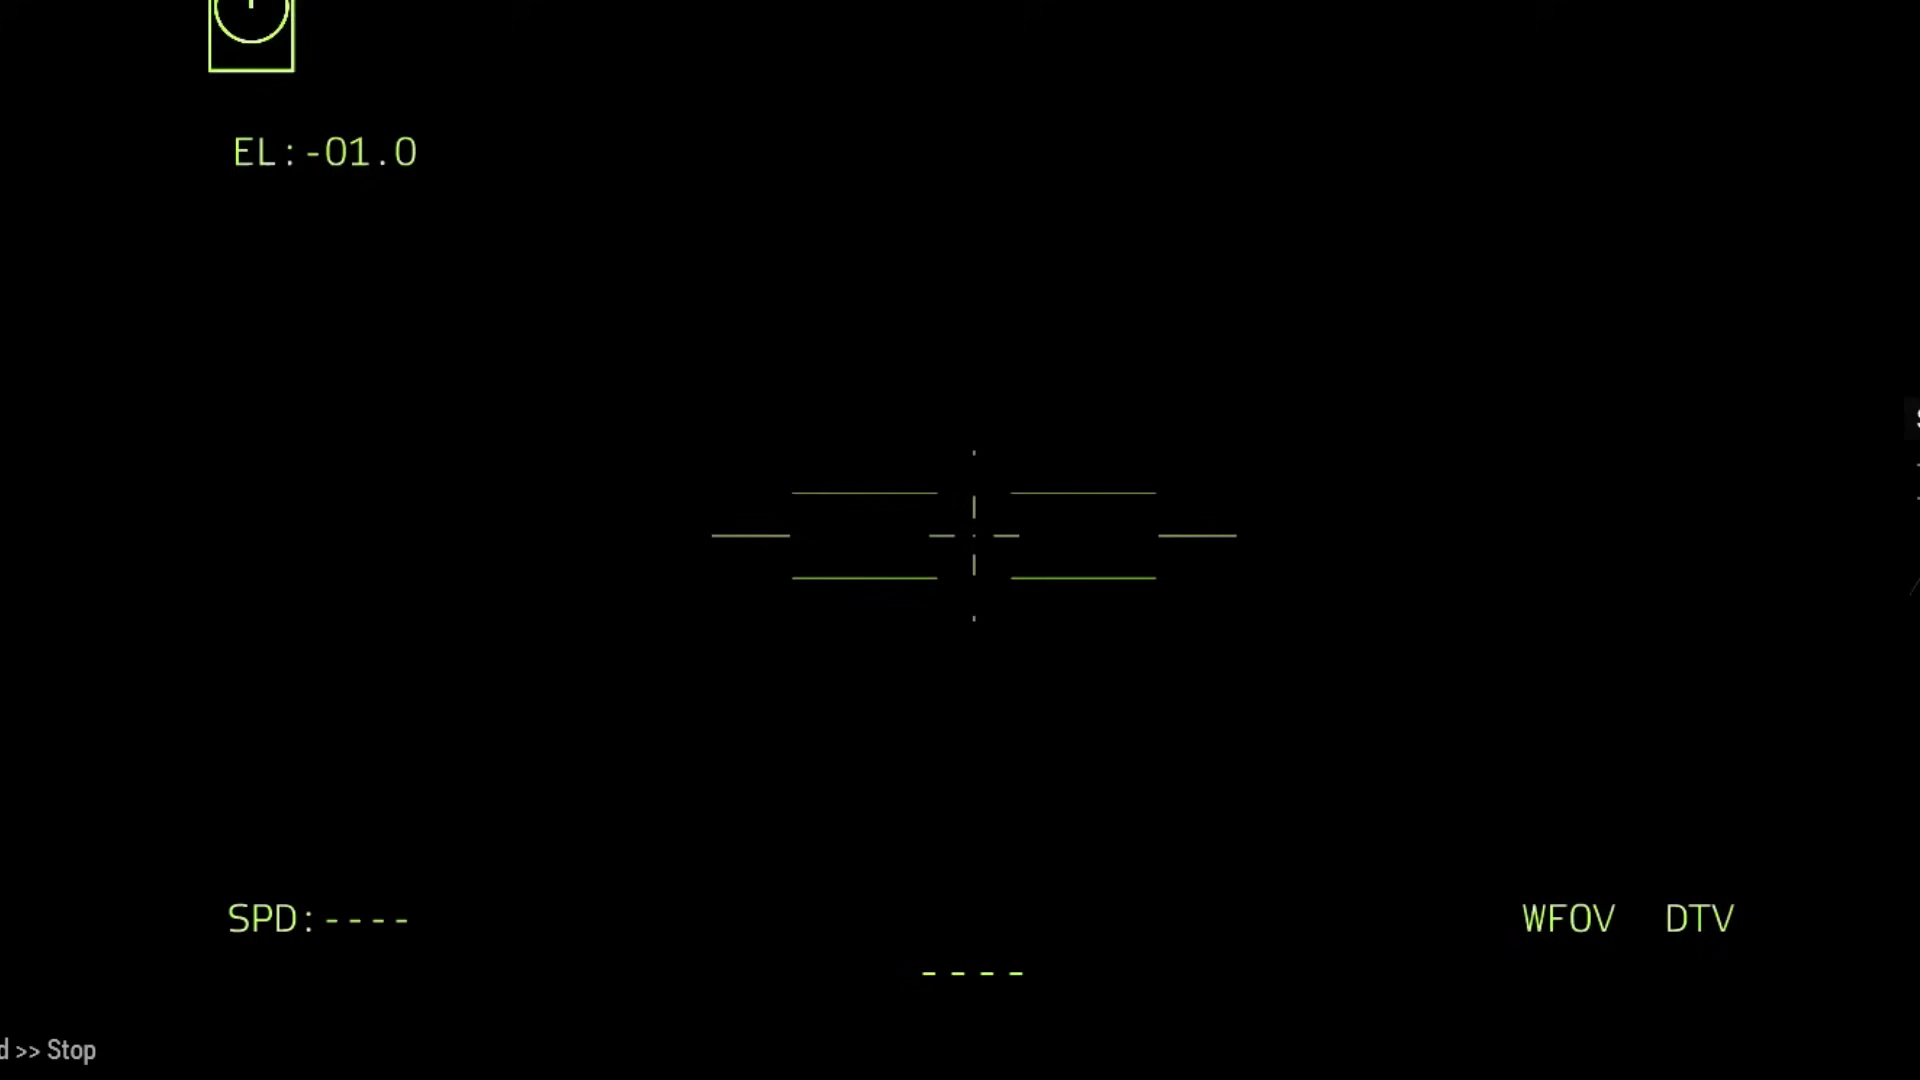 EL:-01.0
SPD:----
WFOV DTV
----
d >> Stop